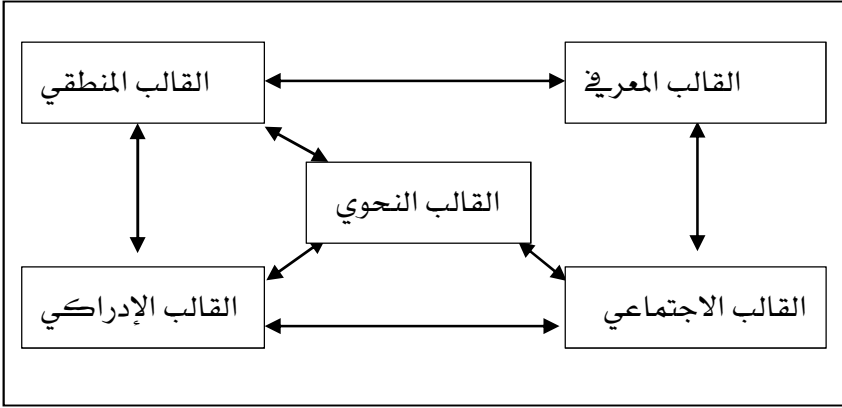 القالب المعرفي
القالب المنطقي
القالب النحوي
القالب الاجتماعي
القالب الإدراكي